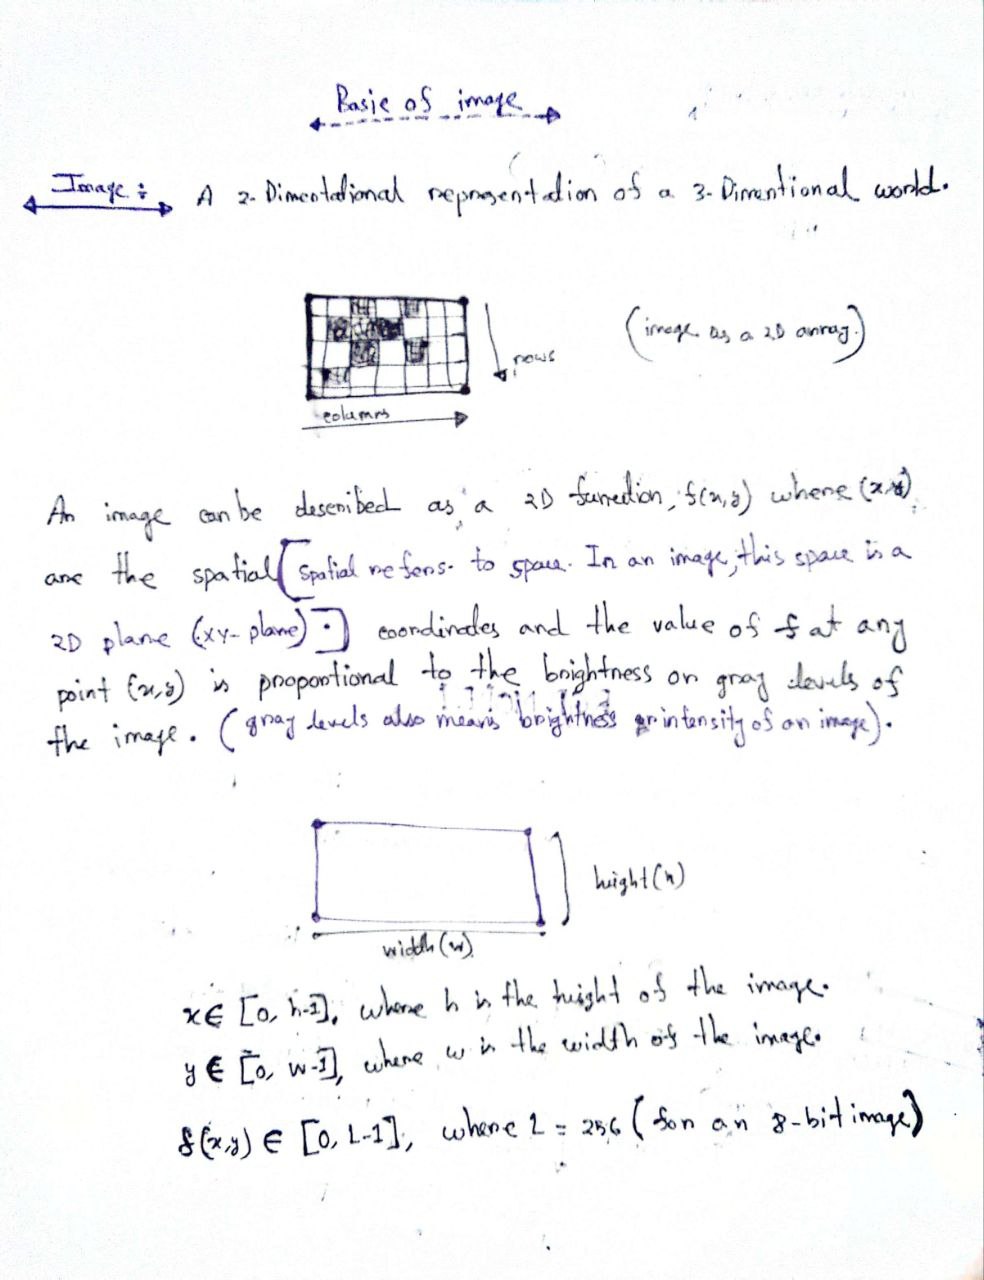 Basic of image
Image : A 2-Dimentational representation of a 3-Dimentional world.
(image as a 2D array.)
rows
columns
An image can be described as a 2D function, f(x,y) where (x,y)
are the spatial [spatial refers to space. In an image, this space is a
2D plane (xy-plane).] coordinates and the value of f at any
point (x,y) is proportional to the brightness or gray levels of
the image. (gray levels also means brightness or intensity of an image).
height (h)
width (w)
x ∈ [0, h-1], where h is the height of the image.
y ∈ [0, w-1], where w is the width of the image.
f(x,y) ∈ [0, L-1], where L = 256 (for an 8-bit image)